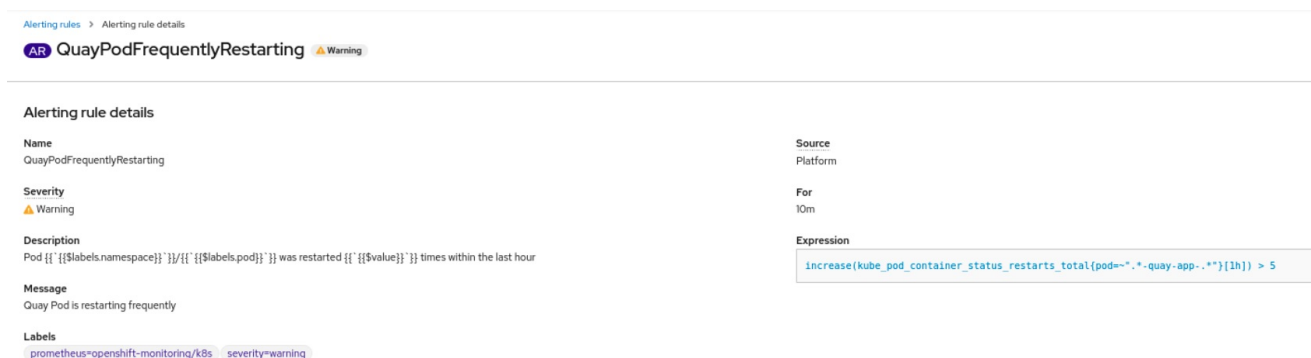 Alerting rules > Alerting rule details
AR QuayPodFrequentlyRestarting Warning
Alerting rule details
Name
QuayPodFrequentlyRestarting
Severity
Warning
Description
Pod {{`{{$labels.namespace}}`}}/{{`{{$labels.pod}}`}} was restarted {{`{{$value}}`}} times within the last hour
Message
Quay Pod is restarting frequently
Labels
prometheus=openshift-monitoring/k8s severity=warning
Source
Platform
For
10m
Expression
increase(kube_pod_container_status_restarts_total{pod=~".*-quay-app-.*"}[1h]) > 5